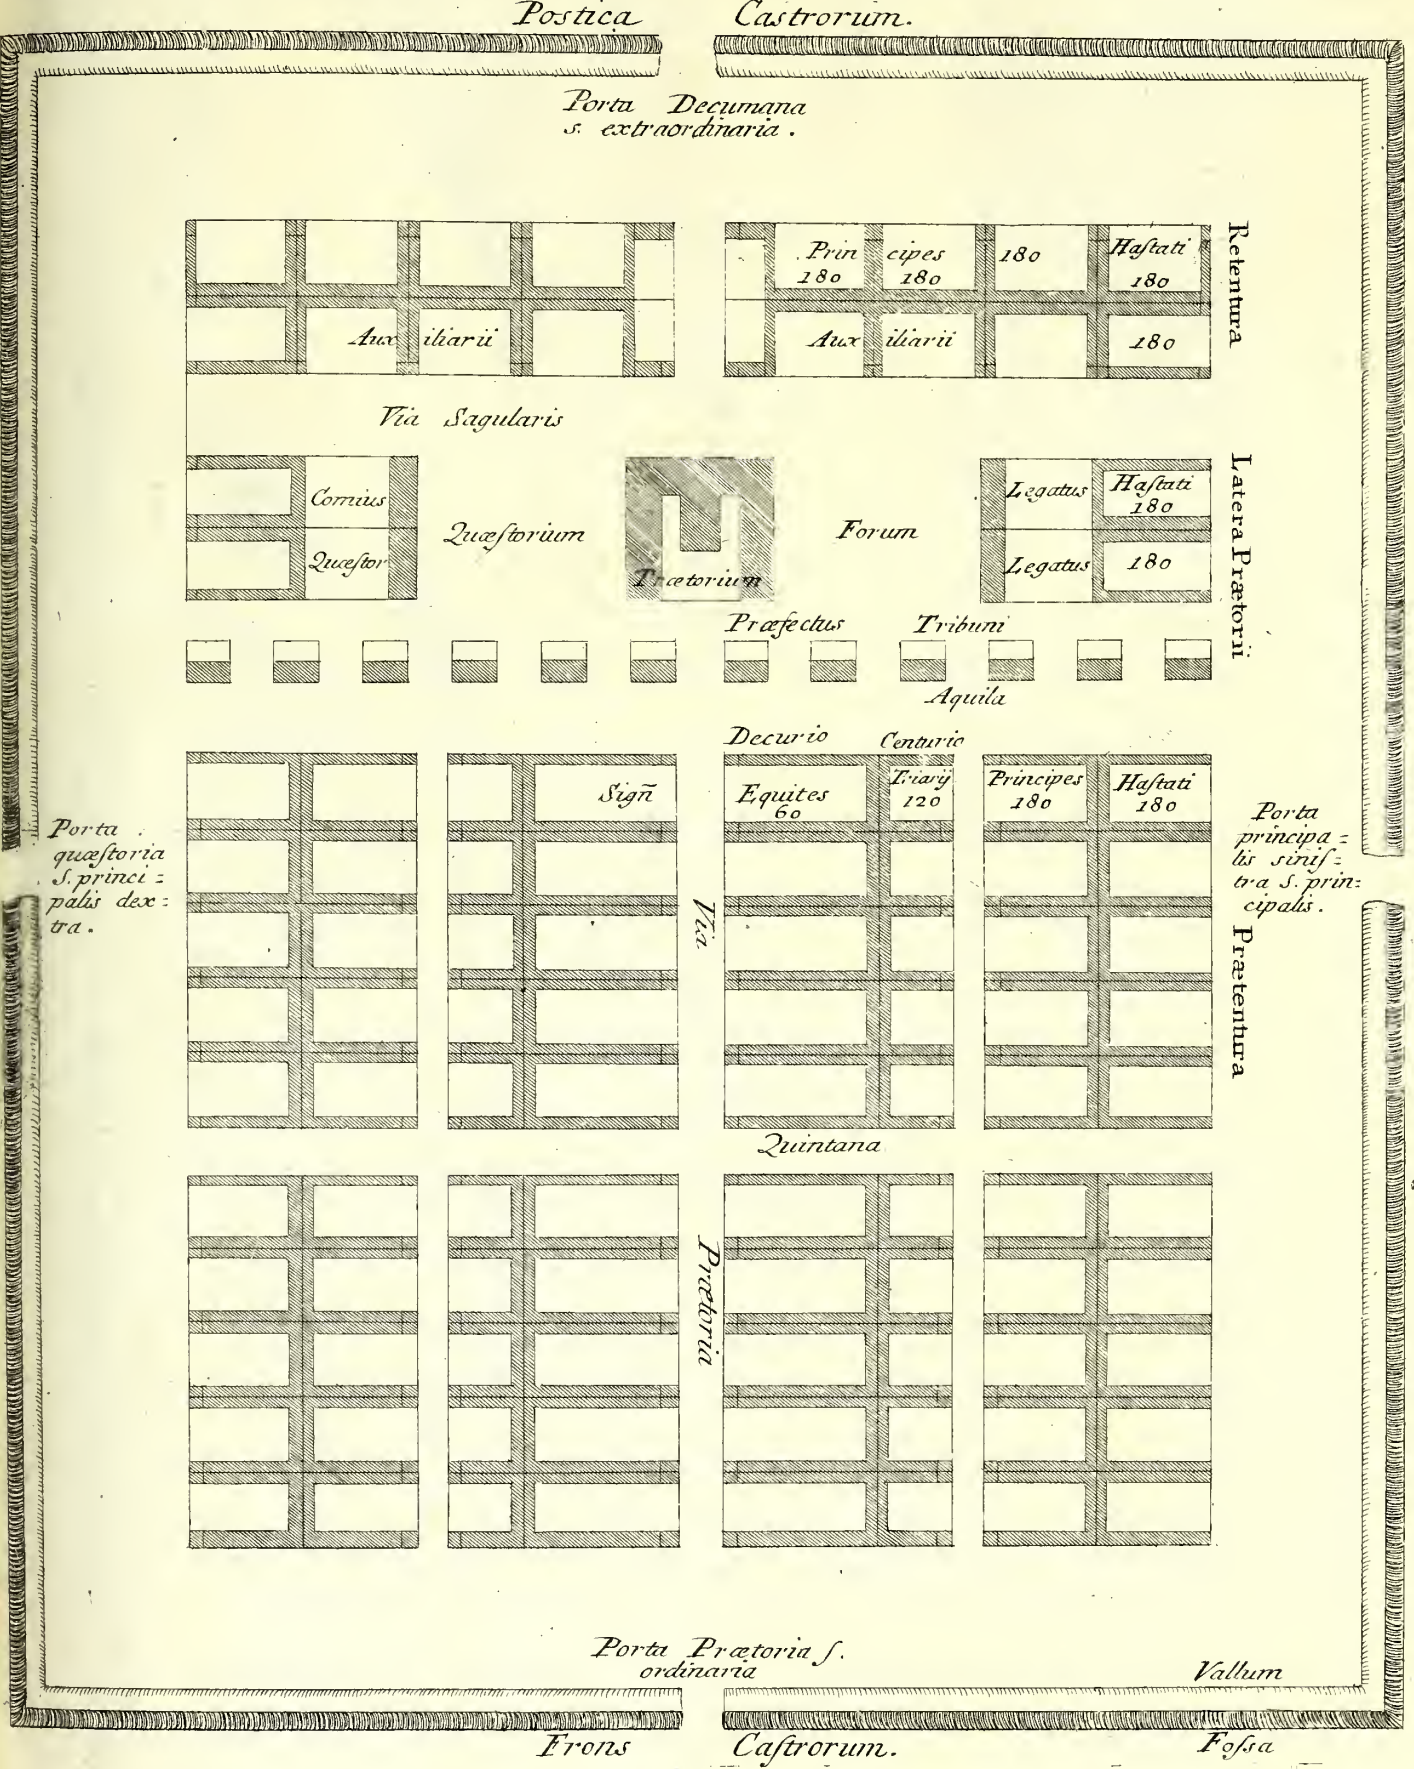 Postica Castrorum.
Porta Decumana
s. extraordinaria.
Retentura
Prin cipes 180 Haſtati
180 180 180
Aux iliarii Aux iliarii 180
Via Sagularis
Latera Prætorii
Comius Legatus Haſtati
180
Quæſtorium Forum
Quæſtor Prætorium Legatus 180
Præfectus Tribuni
Aquila
Decurio Centurio
Sign̄ Equites Triarij Principes Haſtati
60 120 180 180
Porta
quæſtoria
S. princi=
palis dex=
tra.
Porta
principa=
lis siniſ=
tra S. prin=
cipalis.
Via
Prætentura
Quintana
Prætoria
Porta Prætoria ſ.
ordinaria
Vallum
Frons Caſtrorum. Foſsa